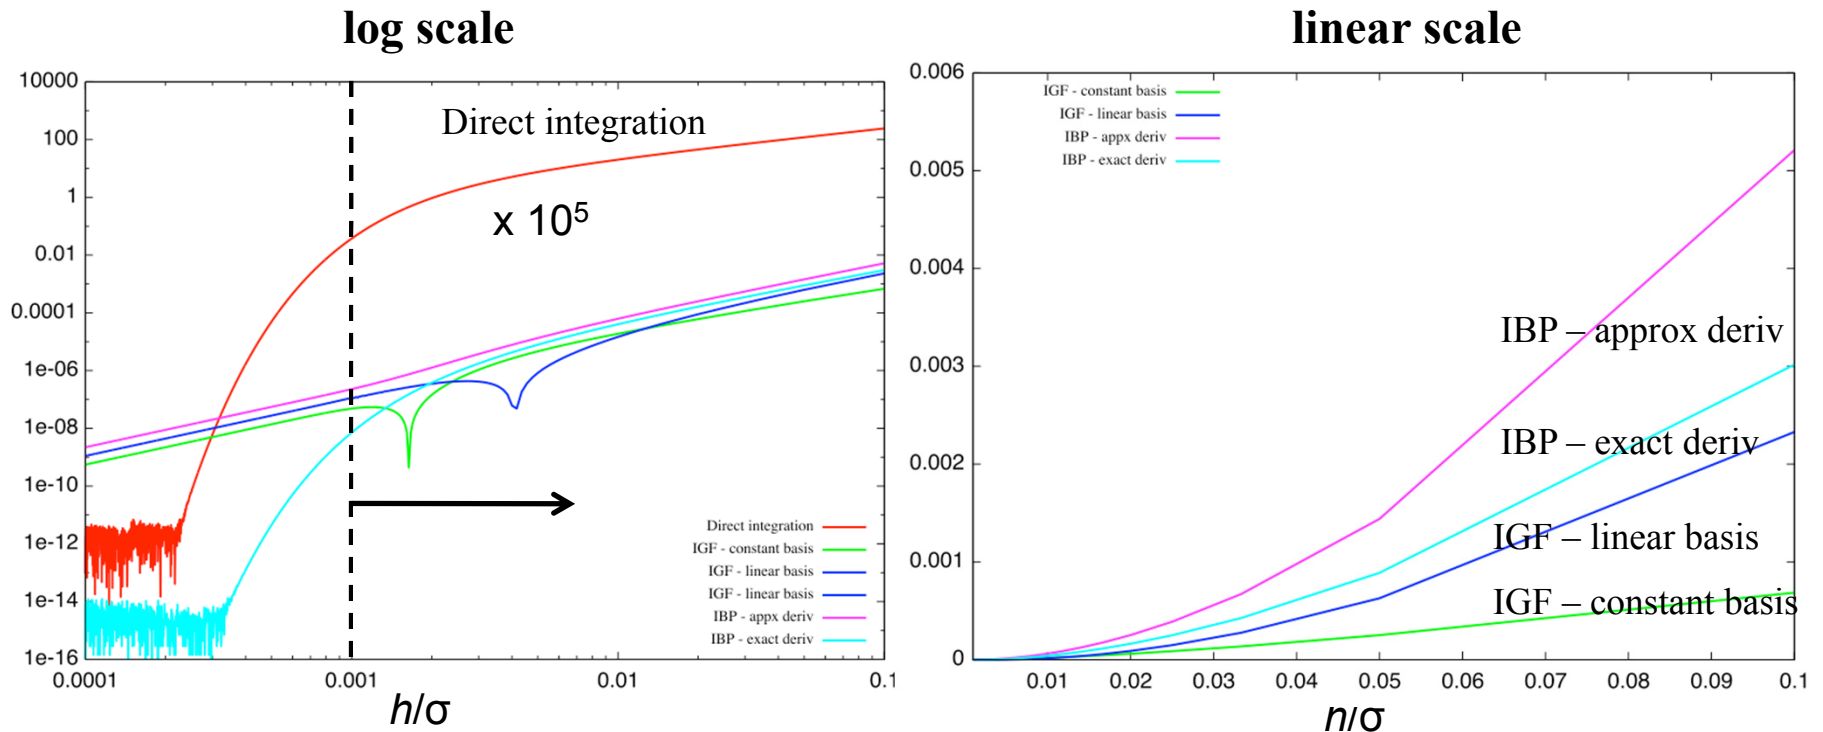 log scale
10000
100
1
0.01
0.0001
1e-06
1e-08
1e-10
1e-12
1e-14
1e-16
Direct integration
x 10⁵
Direct integration
IGF - constant basis
IGF - linear basis
IGF - linear basis
IBP - appx deriv
IBP - exact deriv
0.0001 0.001 0.01 0.1
h/σ
linear scale
0.006
0.005
0.004
0.003
0.002
0.001
0
IGF - constant basis
IGF - linear basis
IBP - appx deriv
IBP - exact deriv
IBP – approx deriv
IBP – exact deriv
IGF – linear basis
IGF – constant basis
0.01 0.02 0.03 0.04 0.05 0.06 0.07 0.08 0.09 0.1
n/σ